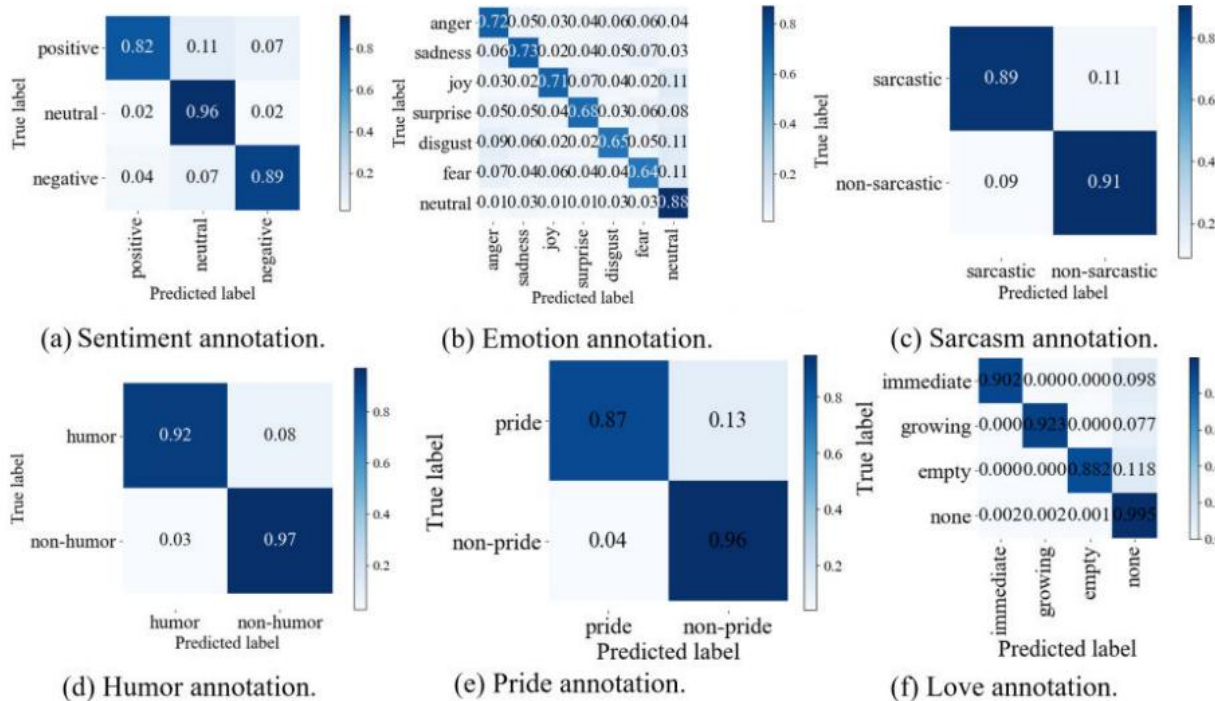 True label
positive
0.82 0.11 0.07
neutral
0.02 0.96 0.02
negative
0.04 0.07 0.89
positive
neutral
negative
Predicted label
0.8
0.6
0.4
0.2
(a) Sentiment annotation.
True label
anger
0.72 0.05 0.03 0.04 0.06 0.06 0.04
sadness
0.06 0.73 0.02 0.04 0.05 0.07 0.03
joy
0.03 0.02 0.71 0.07 0.04 0.02 0.11
surprise
0.05 0.05 0.04 0.68 0.03 0.06 0.08
disgust
0.09 0.06 0.02 0.02 0.65 0.05 0.11
fear
0.07 0.04 0.06 0.04 0.04 0.64 0.11
neutral
0.01 0.03 0.01 0.01 0.03 0.03 0.88
anger
sadness
joy
surprise
disgust
fear
neutral
Predicted label
0.8
0.6
0.4
0.2
(b) Emotion annotation.
True label
sarcastic
0.89 0.11
non-sarcastic
0.09 0.91
sarcastic non-sarcastic
Predicted label
0.8
0.6
0.4
0.2
(c) Sarcasm annotation.
True label
humor
0.92 0.08
non-humor
0.03 0.97
humor non-humor
Predicted label
0.8
0.6
0.4
0.2
(d) Humor annotation.
True label
pride
0.87 0.13
non-pride
0.04 0.96
pride non-pride
Predicted label
0.8
0.6
0.4
0.2
(e) Pride annotation.
True label
immediate
0.902 0.000 0.000 0.098
growing
0.000 0.923 0.000 0.077
empty
0.000 0.000 0.882 0.118
none
0.002 0.002 0.001 0.995
immediate
growing
empty
none
Predicted label
(f) Love annotation.